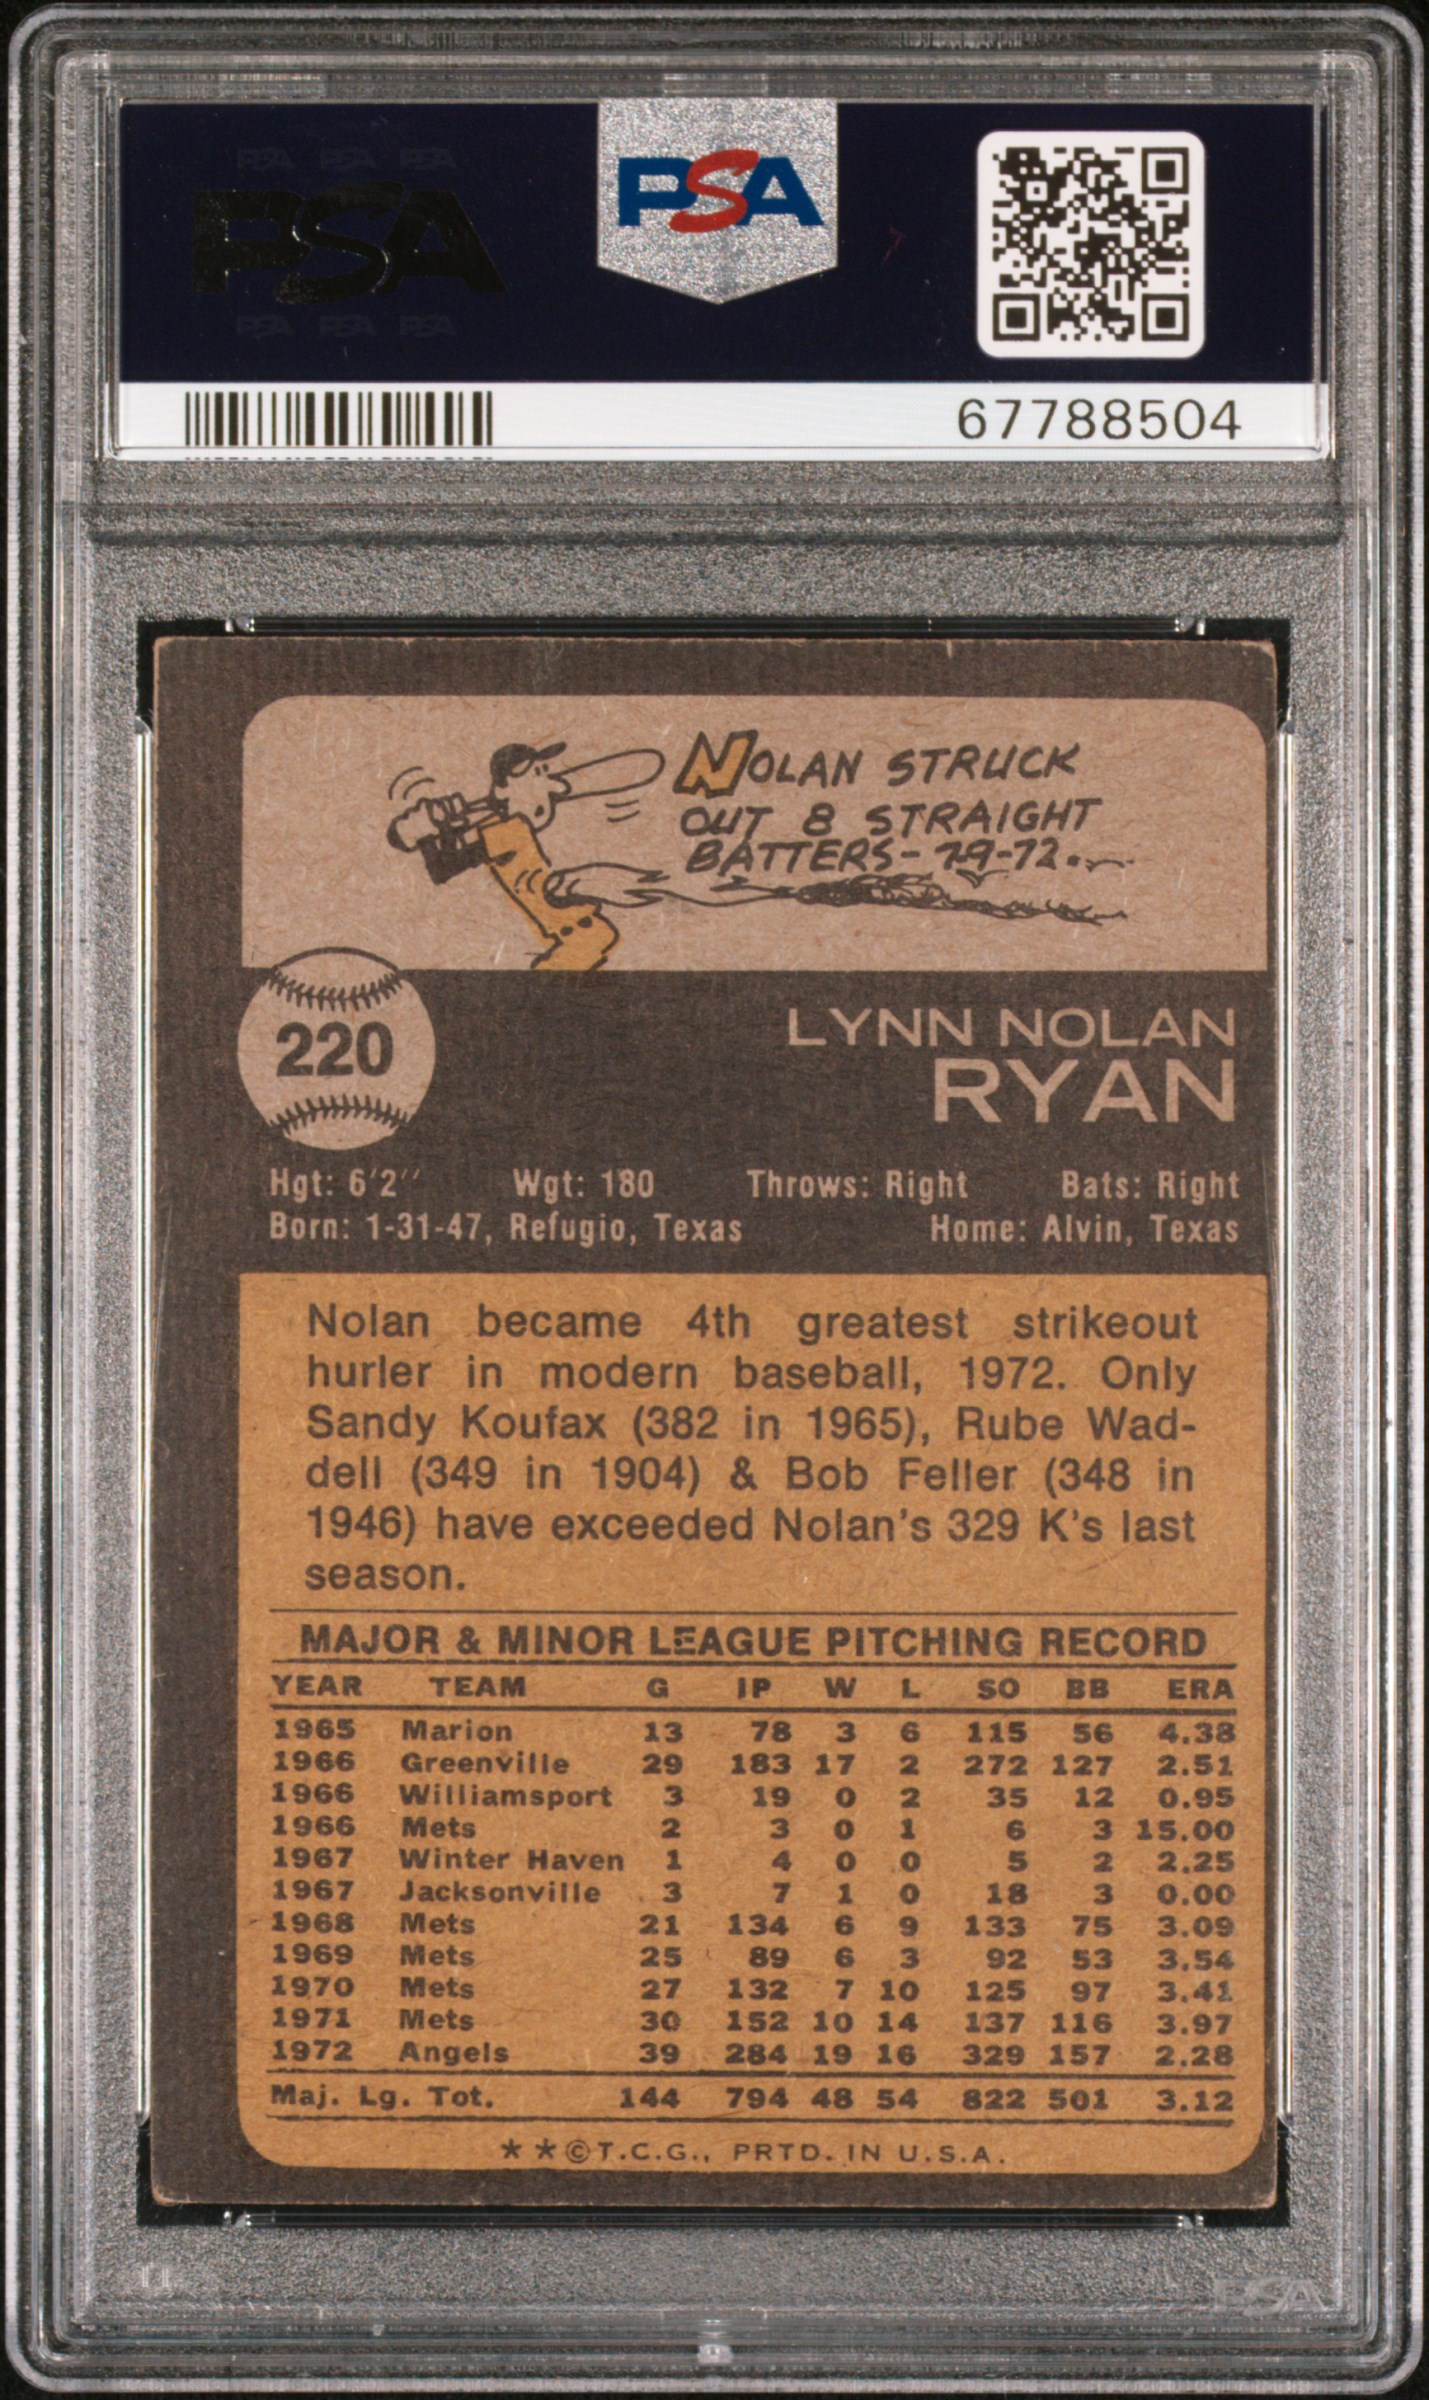 PSA PSA PSA
PSA
PSA PSA PSA
PSA
67788504
NOLAN STRUCK
OUT 8 STRAIGHT
BATTERS- 7-9-72.
220
LYNN NOLAN
RYAN
Hgt: 6'2" Wgt: 180 Throws: Right Bats: Right
Born: 1-31-47, Refugio, Texas Home: Alvin, Texas
Nolan became 4th greatest strikeout
hurler in modern baseball, 1972. Only
Sandy Koufax (382 in 1965), Rube Wad-
dell (349 in 1904) & Bob Feller (348 in
1946) have exceeded Nolan's 329 K's last
season.
MAJOR & MINOR LEAGUE PITCHING RECORD
YEAR TEAM G IP W L SO BB ERA
1965 Marion 13 78 3 6 115 56 4.38
1966 Greenville 29 183 17 2 272 127 2.51
1966 Williamsport 3 19 0 2 35 12 0.95
1966 Mets 2 3 0 1 6 3 15.00
1967 Winter Haven 1 4 0 0 5 2 2.25
1967 Jacksonville 3 7 1 0 18 3 0.00
1968 Mets 21 134 6 9 133 75 3.09
1969 Mets 25 89 6 3 92 53 3.54
1970 Mets 27 132 7 10 125 97 3.41
1971 Mets 30 152 10 14 137 116 3.97
1972 Angels 39 284 19 16 329 157 2.28
Maj. Lg. Tot. 144 794 48 54 822 501 3.12
**©T.C.G., PRTD. IN U.S.A.
PSA